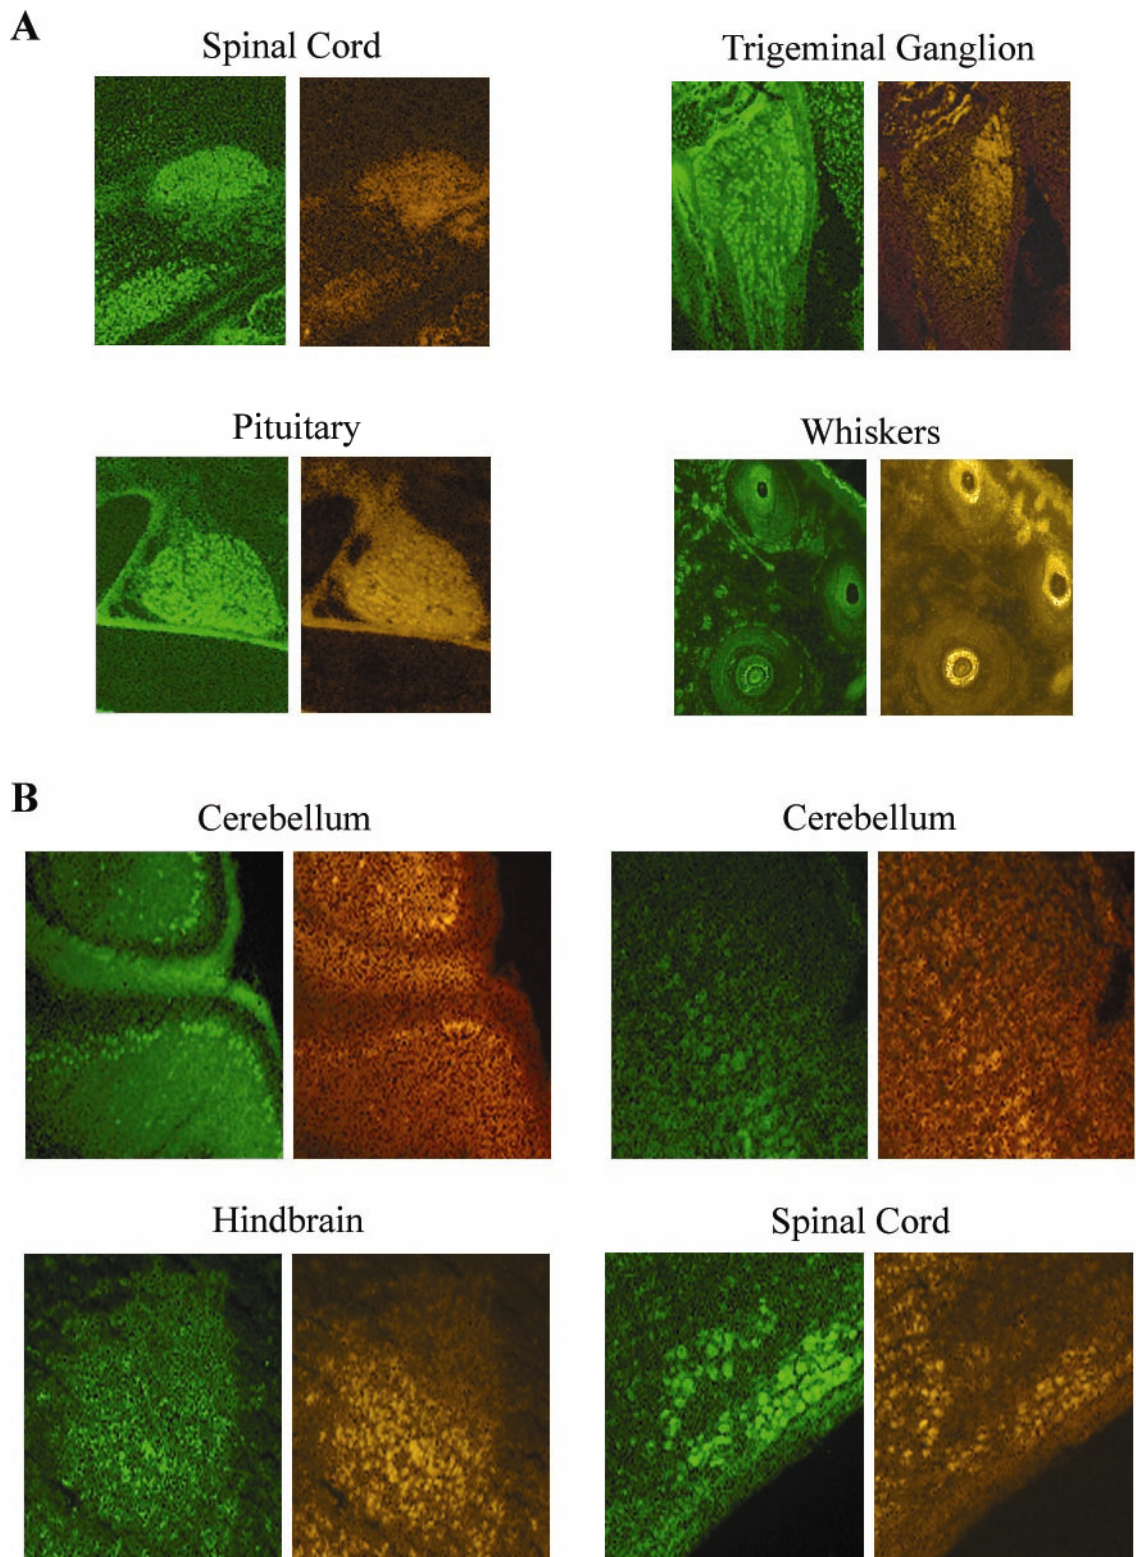 A
Spinal Cord
Trigeminal Ganglion
Pituitary
Whiskers
B
Cerebellum
Cerebellum
Hindbrain
Spinal Cord